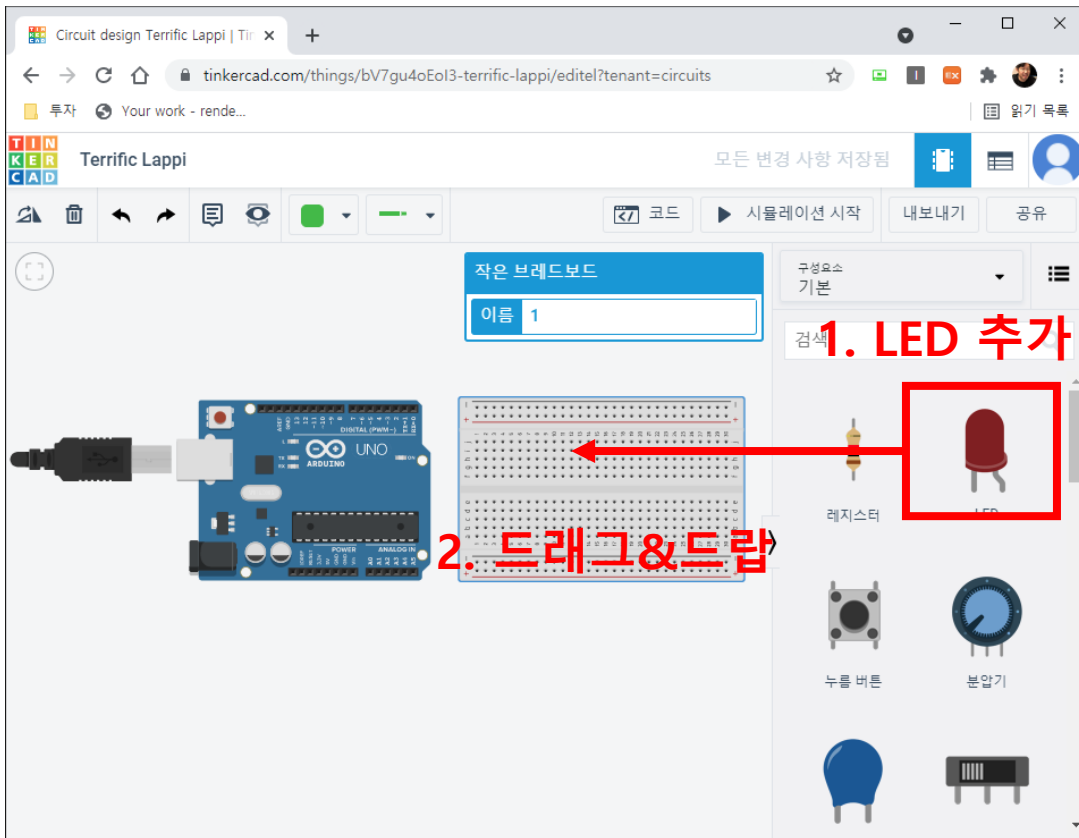 Circuit design Terrific Lappi | Tin
tinkercad.com/things/bV7gu4oEoI3-terrific-lappi/editel?tenant=circuits
투자
Your work - rende...
읽기 목록
TINKERCAD
Terrific Lappi
모든 변경 사항 저장됨
코드
시뮬레이션 시작
내보내기
공유
작은 브레드보드
이름 1
구성요소
기본
검색
1. LED 추가
DIGITAL (PWM~)
UNO
ARDUINO
ON
POWER
ANALOG IN
2. 드래그&드랍
레지스터
LED
누름 버튼
분압기